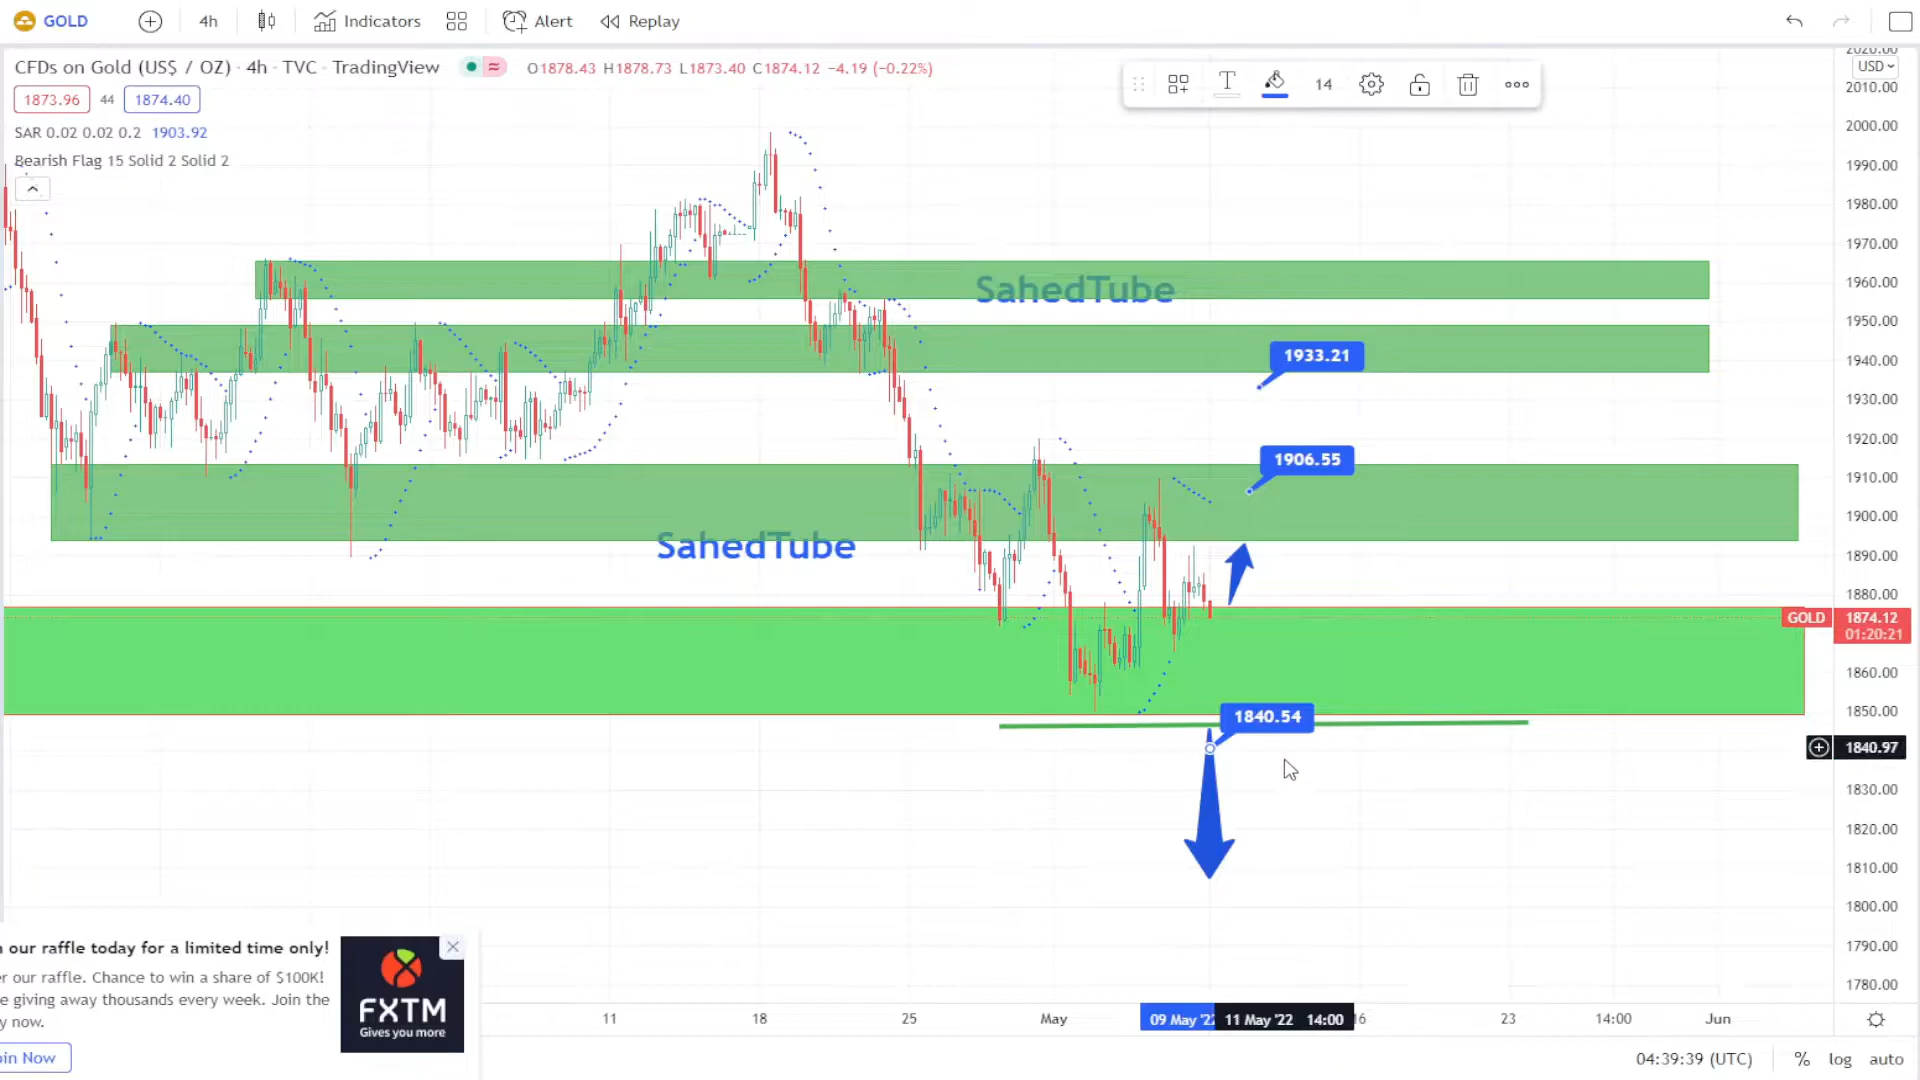 GOLD 4h Indicators Alert Replay
CFDs on Gold (US$ / OZ) · 4h · TVC · TradingView O1878.43 H1878.73 L1873.40 C1874.12 −4.19 (−0.22%)
1873.96 44 1874.40
SAR 0.02 0.02 0.2 1903.92
Bearish Flag 15 Solid 2 Solid 2
14
2020.00
USD
2010.00
2000.00
1990.00
1980.00
1970.00
1960.00
1950.00
1940.00
1930.00
1920.00
1910.00
1900.00
1890.00
1880.00
GOLD 1874.12
01:20:21
1860.00
1850.00
1840.97
1830.00
1820.00
1810.00
1800.00
1790.00
1780.00
SahedTube
1933.21
1906.55
SahedTube
1840.54
our raffle today for a limited time only!
our raffle. Chance to win a share of $100K!
giving away thousands every week. Join the
now.
Now
FXTM
Gives you more
11 18 25 May 09 May '22 11 May '22 14:00 16 23 14:00 Jun
04:39:39 (UTC) % log auto